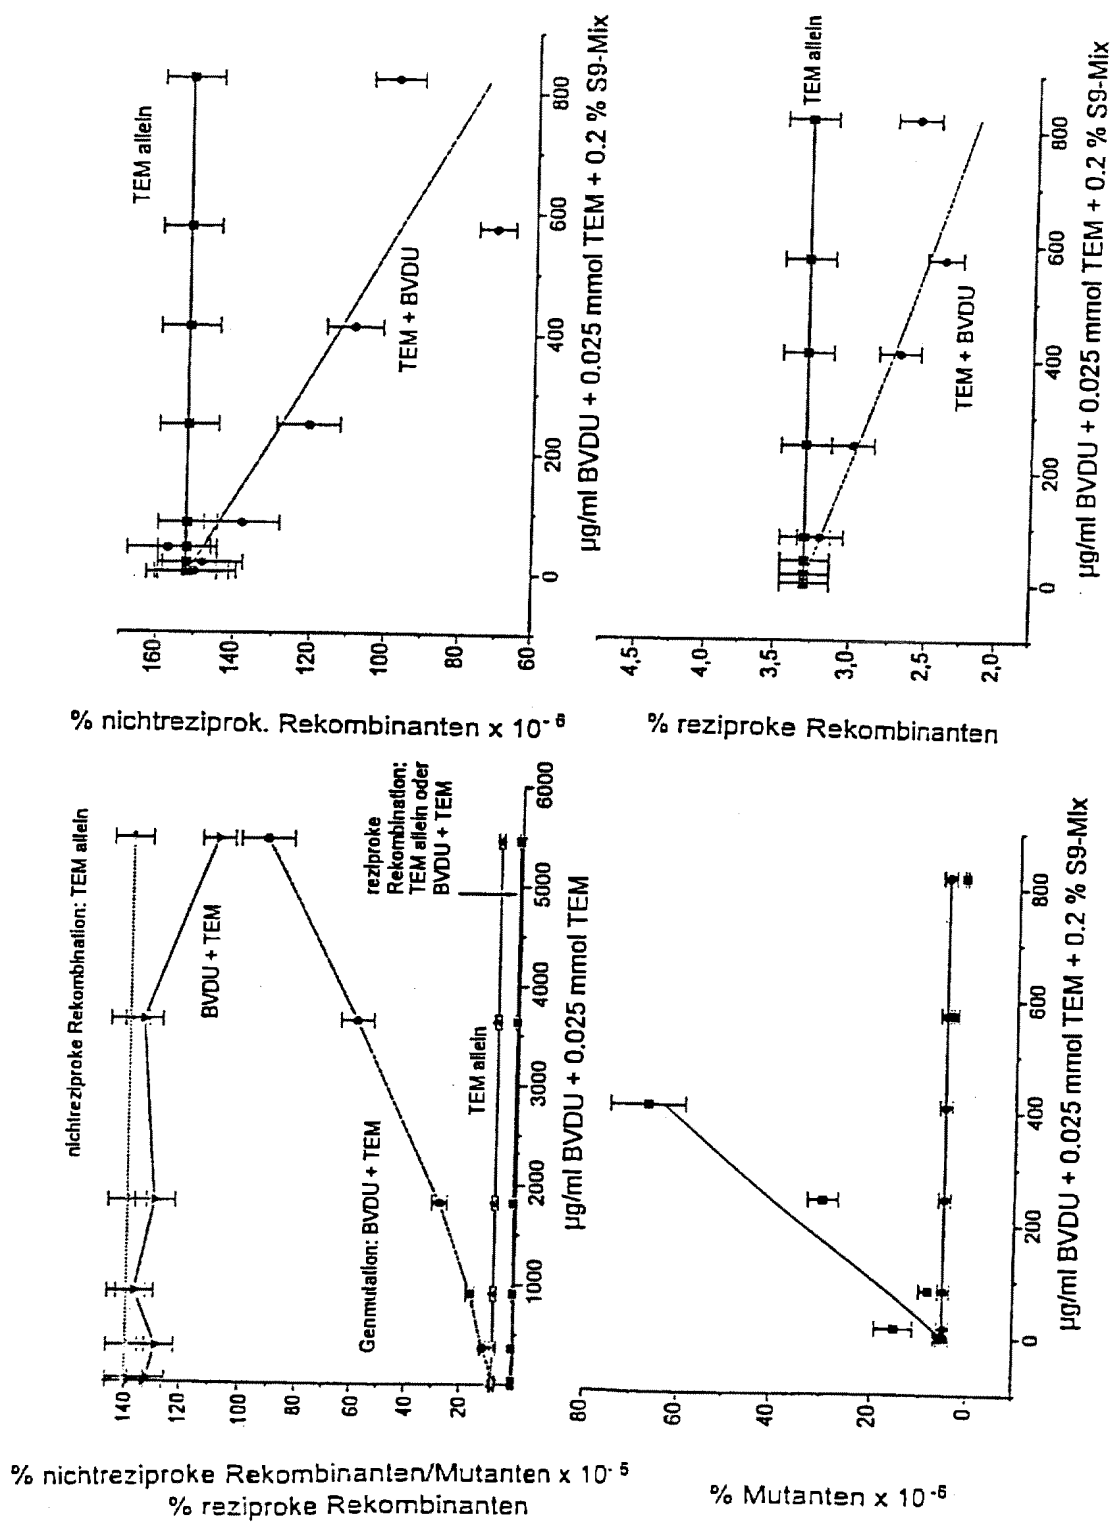 % nichtreziproke Rekombinanten/Mutanten x 10⁻⁵
% reziproke Rekombinanten
140
120
100
80
60
40
20
nichtreziproke Rekombination: TEM allein
BVDU + TEM
Genmutation: BVDU + TEM
TEM allein
reziproke
Rekombination:
TEM allein oder
BVDU + TEM
1000
2000
3000
4000
5000
6000
µg/ml BVDU + 0.025 mmol TEM
% nichtreziprok. Rekombinanten x 10⁻⁶
160
140
120
100
80
60
TEM allein
TEM + BVDU
0
200
400
600
800
µg/ml BVDU + 0.025 mmol TEM + 0.2 % S9-Mix
% Mutanten x 10⁻⁶
80
60
40
20
0
0
200
400
600
800
µg/ml BVDU + 0.025 mmol TEM + 0.2 % S9-Mix
% reziproke Rekombinanten
4,5
4,0
3,5
3,0
2,5
2,0
TEM allein
TEM + BVDU
0
200
400
600
800
µg/ml BVDU + 0.025 mmol TEM + 0.2 % S9-Mix